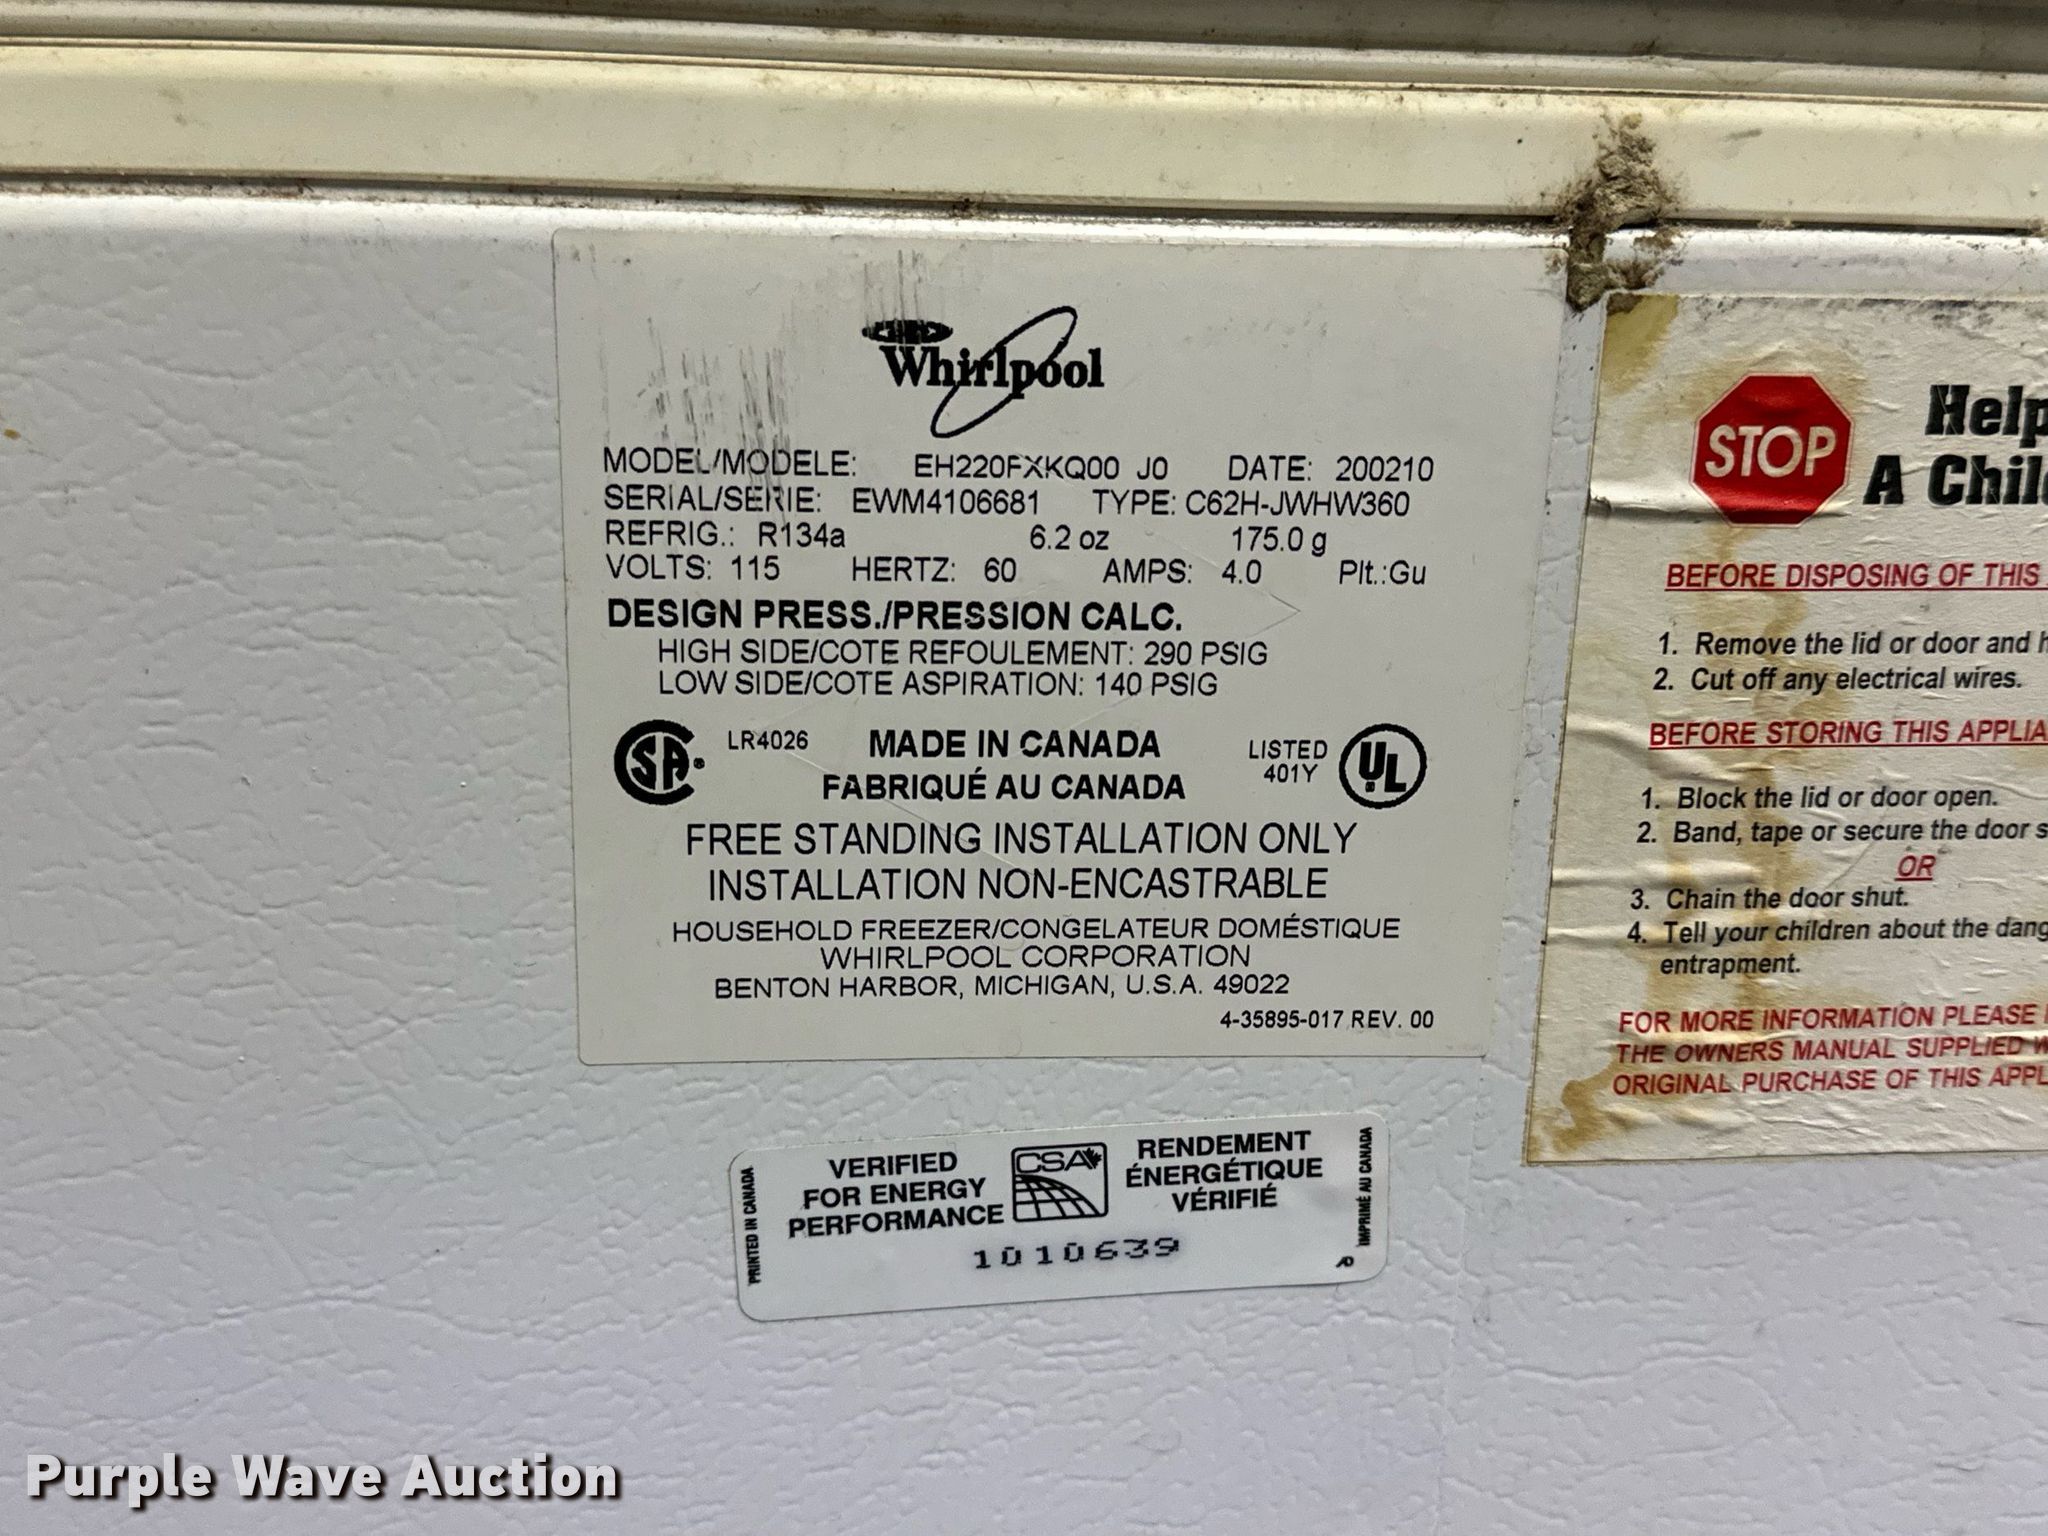 Whirlpool
MODEL/MODELE: EH220FXKQ00 J0 DATE: 200210
SERIAL/SERIE: EWM4106681 TYPE: C62H-JWHW360
REFRIG.: R134a 6.2 oz 175.0 g
VOLTS: 115 HERTZ: 60 AMPS: 4.0 Plt.:Gu
DESIGN PRESS./PRESSION CALC.
HIGH SIDE/COTE REFOULEMENT: 290 PSIG
LOW SIDE/COTE ASPIRATION: 140 PSIG
SA® LR4026 MADE IN CANADA LISTED UL
FABRIQUÉ AU CANADA 401Y
FREE STANDING INSTALLATION ONLY
INSTALLATION NON-ENCASTRABLE
HOUSEHOLD FREEZER/CONGELATEUR DOMÉSTIQUE
WHIRLPOOL CORPORATION
BENTON HARBOR, MICHIGAN, U.S.A. 49022
4-35895-017 REV. 00
PRINTED IN CANADA
VERIFIED
FOR ENERGY
PERFORMANCE
CSA
RENDEMENT
ÉNERGÉTIQUE
VÉRIFIÉ
1010639
IMPRIMÉ AU CANADA
STOP
Help
A Chil
BEFORE DISPOSING OF THIS
1. Remove the lid or door and
2. Cut off any electrical wires.
BEFORE STORING THIS APPLIA
1. Block the lid or door open.
2. Band, tape or secure the door s
OR
3. Chain the door shut.
4. Tell your children about the dang
entrapment.
FOR MORE INFORMATION PLEASE
THE OWNERS MANUAL SUPPLIED W
ORIGINAL PURCHASE OF THIS APPL
Purple Wave Auction